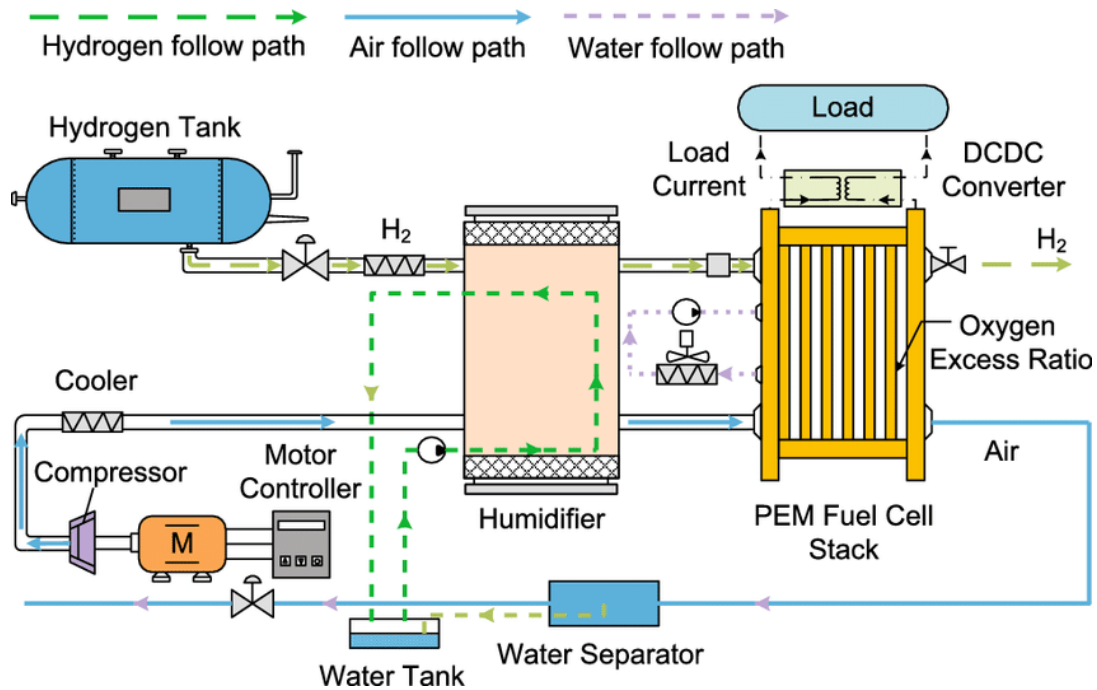 Hydrogen follow path
Air follow path
Water follow path
Hydrogen Tank
Load
Load
Current
DCDC
Converter
H₂
H₂
Oxygen
Excess Ratio
Cooler
Compressor
Motor
Controller
M
Humidifier
PEM Fuel Cell
Stack
Air
Water Tank
Water Separator